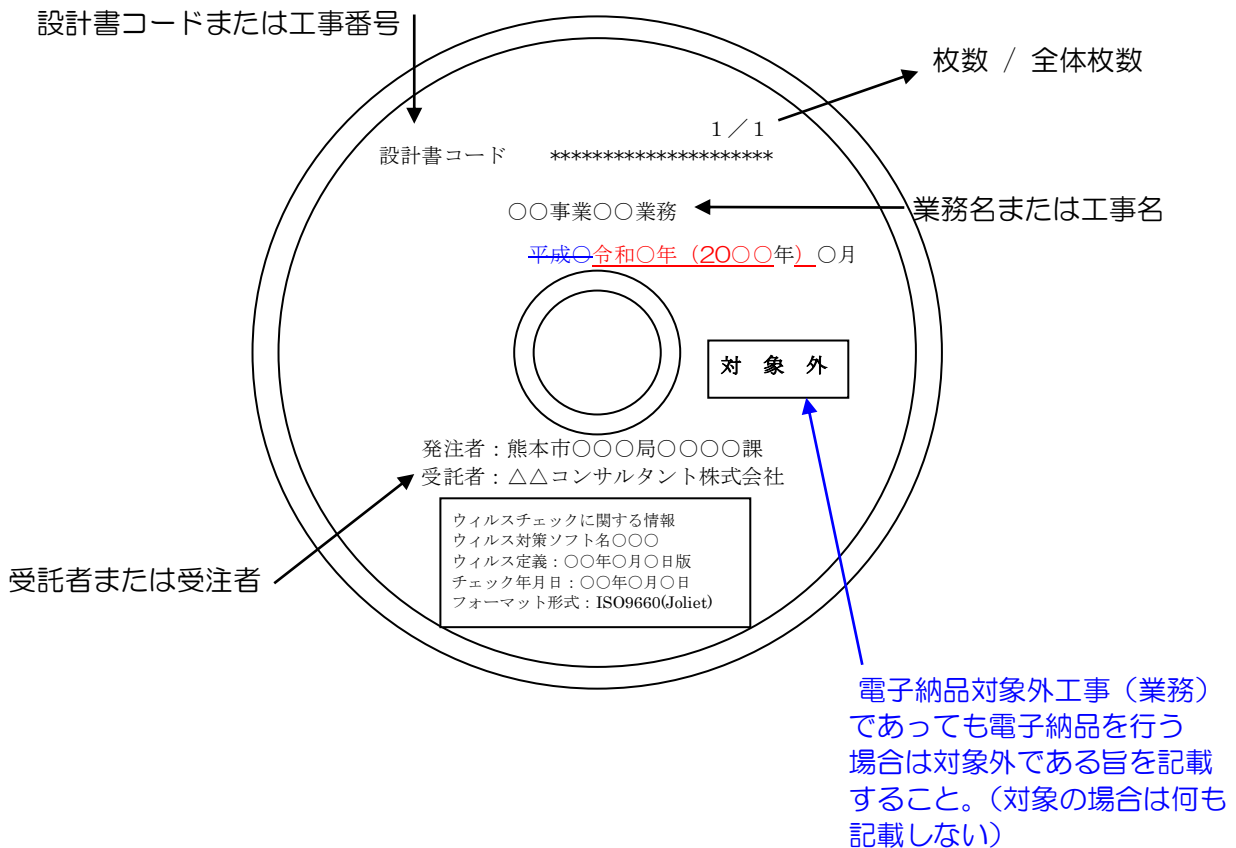 設計書コードまたは工事番号
枚数 / 全体枚数
1/1
設計書コード *********************
○○事業○○業務
業務名または工事名
平成○令和○年（20○○年）○月
対 象 外
発注者：熊本市○○○局○○○○課
受託者：△△コンサルタント株式会社
ウィルスチェックに関する情報
ウィルス対策ソフト名○○○
ウィルス定義：○○年○月○日版
チェック年月日：○○年○月○日
フォーマット形式：ISO9660(Joliet)
受託者または受注者
電子納品対象外工事（業務）
であっても電子納品を行う
場合は対象外である旨を記載
すること。（対象の場合は何も
記載しない）